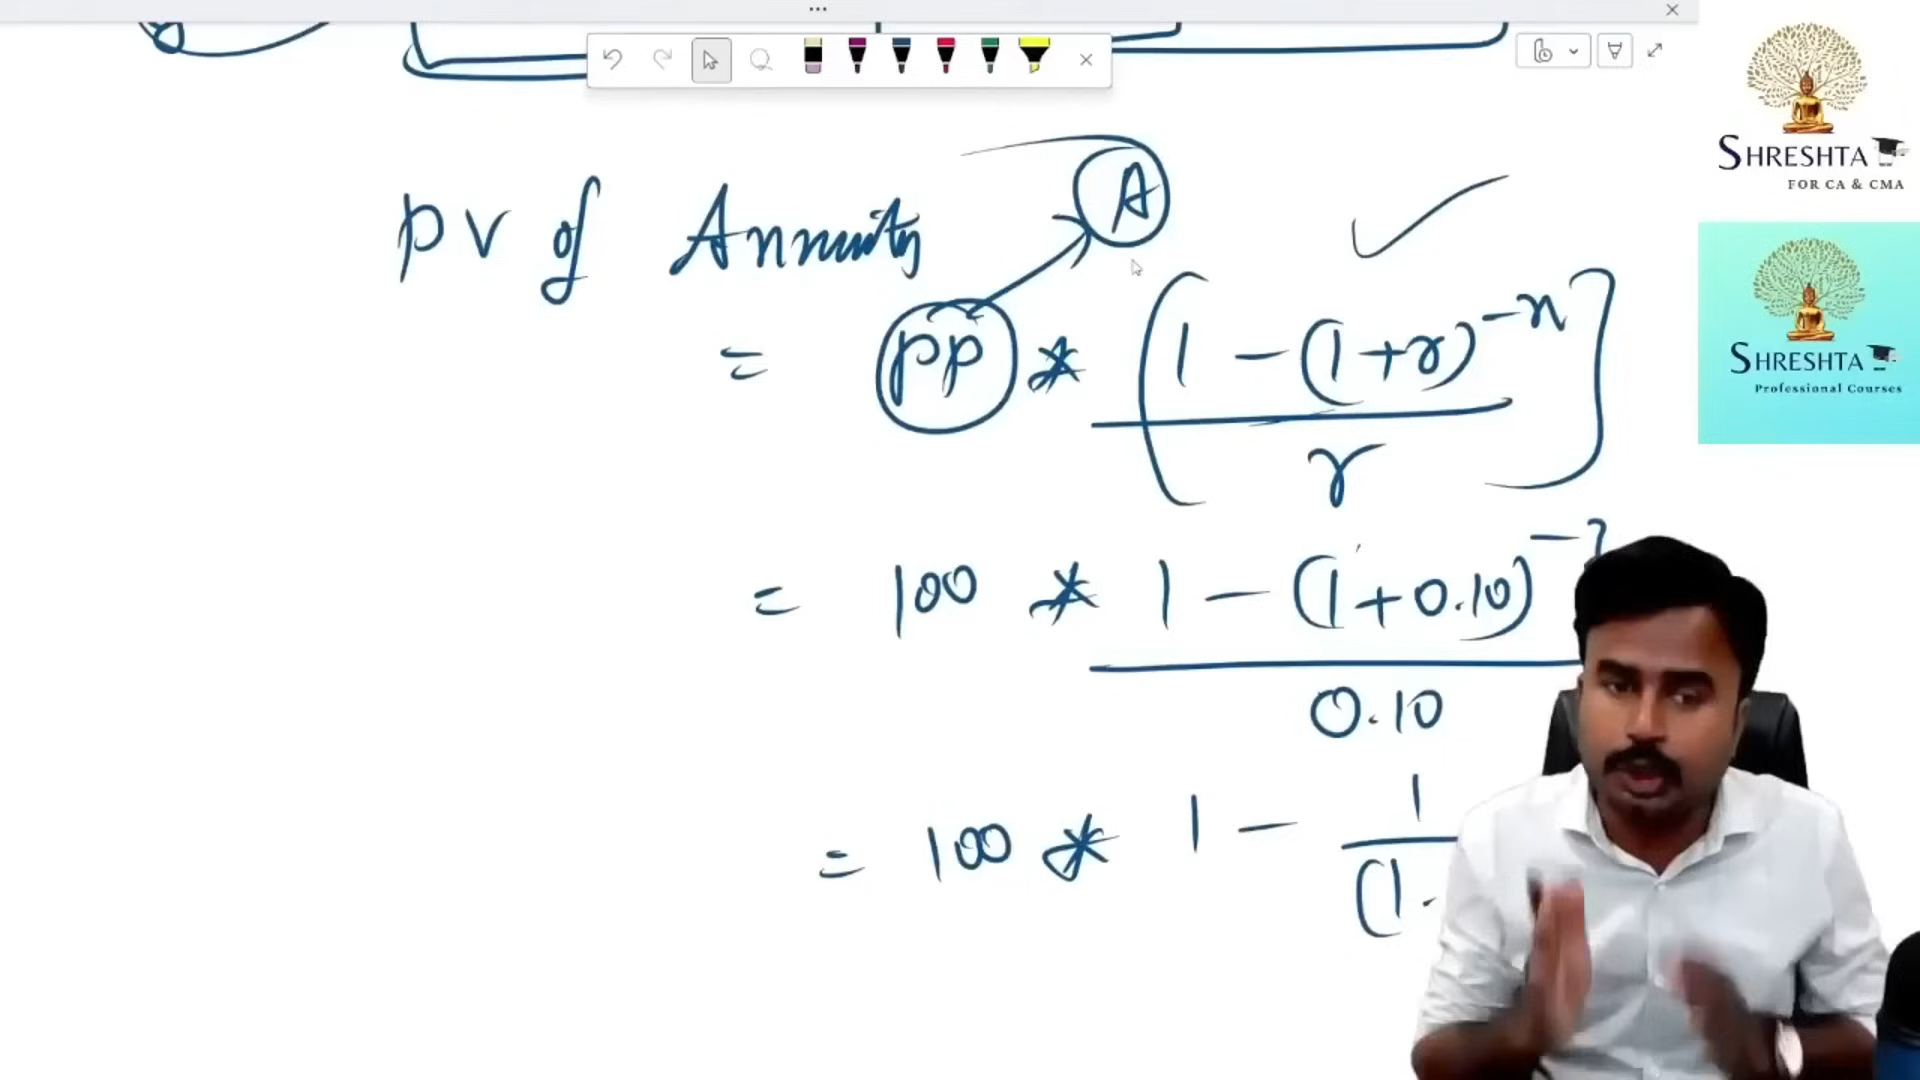 SHRESHTA
FOR CA & CMA
SHRESHTA
Professional Courses
PV of Annuity
A
= PP * [1 - (1+r)^-n]
r
= 100 * 1 - (1+0.10)^-
0.10
= 100 * 1 - 1
(1.